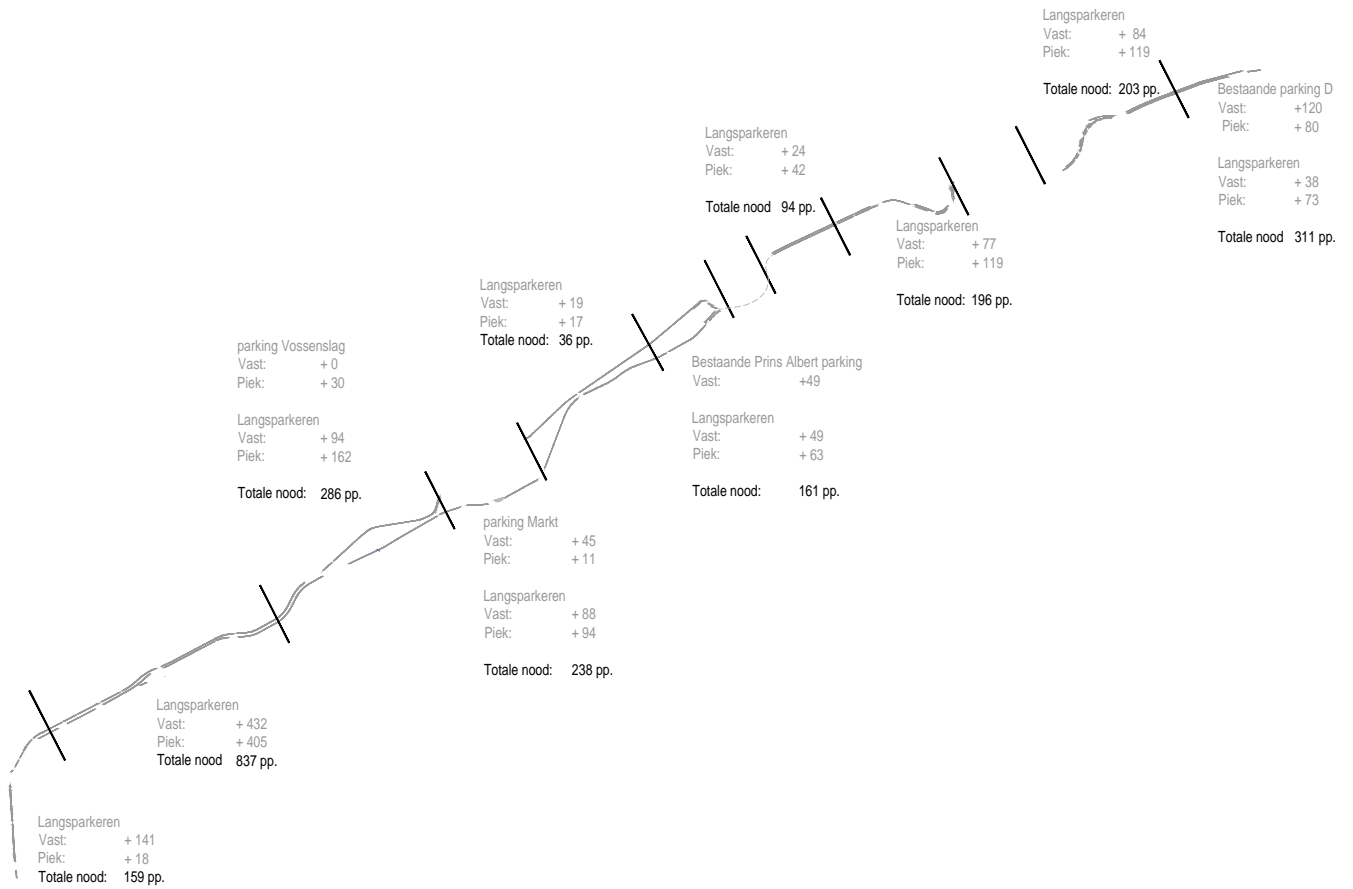 Langsparkeren
Vast: + 84
Piek: + 119
Totale nood: 203 pp.
Bestaande parking D
Vast: +120
Piek: + 80
Langsparkeren
Vast: + 38
Piek: + 73
Totale nood 311 pp.
Langsparkeren
Vast: + 24
Piek: + 42
Totale nood 94 pp.
Langsparkeren
Vast: + 77
Piek: + 119
Totale nood: 196 pp.
Langsparkeren
Vast: + 19
Piek: + 17
Totale nood: 36 pp.
Bestaande Prins Albert parking
Vast: +49
Langsparkeren
Vast: + 49
Piek: + 63
Totale nood: 161 pp.
parking Vossenslag
Vast: + 0
Piek: + 30
Langsparkeren
Vast: + 94
Piek: + 162
Totale nood: 286 pp.
parking Markt
Vast: + 45
Piek: + 11
Langsparkeren
Vast: + 88
Piek: + 94
Totale nood: 238 pp.
Langsparkeren
Vast: + 432
Piek: + 405
Totale nood 837 pp.
Langsparkeren
Vast: + 141
Piek: + 18
Totale nood: 159 pp.